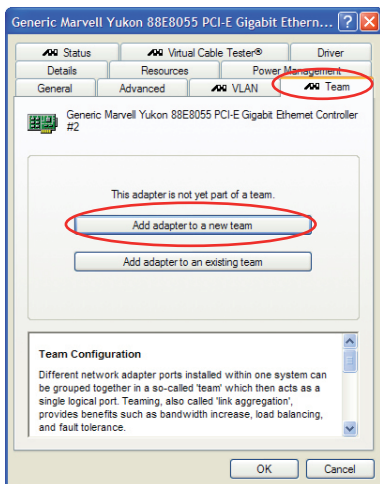 Generic Marvell Yukon 88E8055 PCI-E Gigabit Ethern...
Status
Virtual Cable Tester®
Driver
Details
Resources
Power Management
General
Advanced
VLAN
Team
Generic Marvell Yukon 88E8055 PCI-E Gigabit Ethernet Controller
#2
This adapter is not yet part of a team.
Add adapter to a new team
Add adapter to an existing team
Team Configuration
Different network adapter ports installed within one system can
be grouped together in a so-called 'team' which then acts as a
single logical port. Teaming, also called 'link aggregation',
provides benefits such as bandwidth increase, load balancing,
and fault tolerance.
OK
Cancel